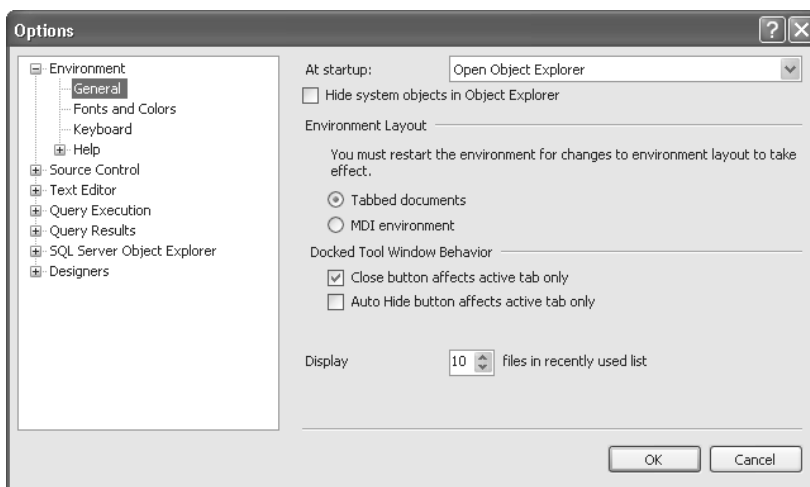 Options
Environment
General
Fonts and Colors
Keyboard
Help
Source Control
Text Editor
Query Execution
Query Results
SQL Server Object Explorer
Designers
At startup: Open Object Explorer
Hide system objects in Object Explorer
Environment Layout
You must restart the environment for changes to environment layout to take
effect.
Tabbed documents
MDI environment
Docked Tool Window Behavior
Close button affects active tab only
Auto Hide button affects active tab only
Display 10 files in recently used list
OK Cancel